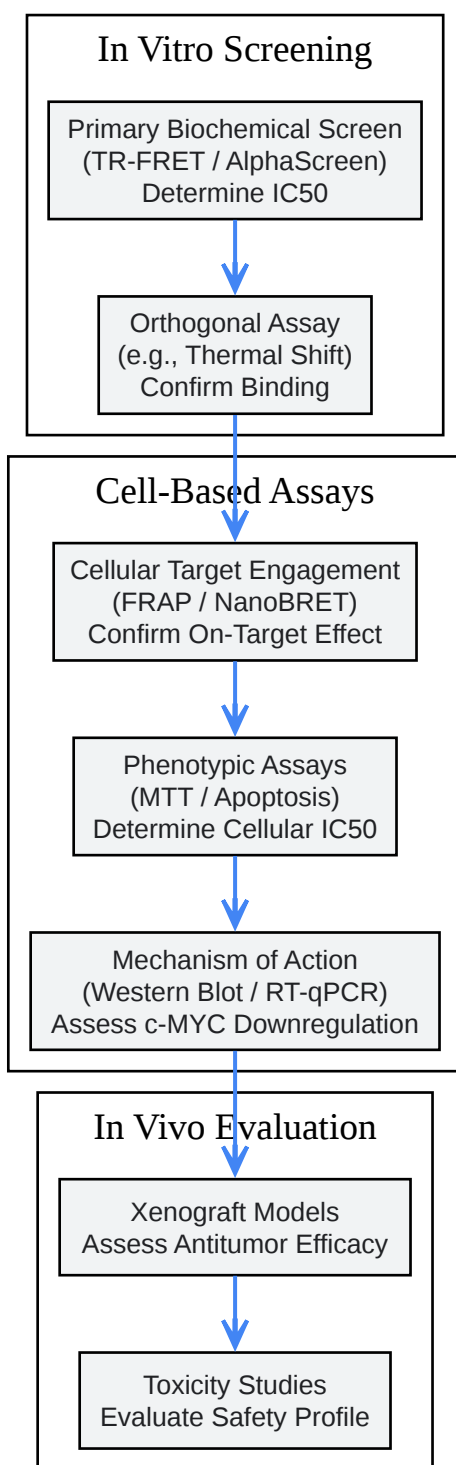 In Vitro Screening
Primary Biochemical Screen
(TR-FRET / AlphaScreen)
Determine IC50
Orthogonal Assay
(e.g., Thermal Shift)
Confirm Binding
Cell-Based Assays
Cellular Target Engagement
(FRAP / NanoBRET)
Confirm On-Target Effect
Phenotypic Assays
(MTT / Apoptosis)
Determine Cellular IC50
Mechanism of Action
(Western Blot / RT-qPCR)
Assess c-MYC Downregulation
In Vivo Evaluation
Xenograft Models
Assess Antitumor Efficacy
Toxicity Studies
Evaluate Safety Profile